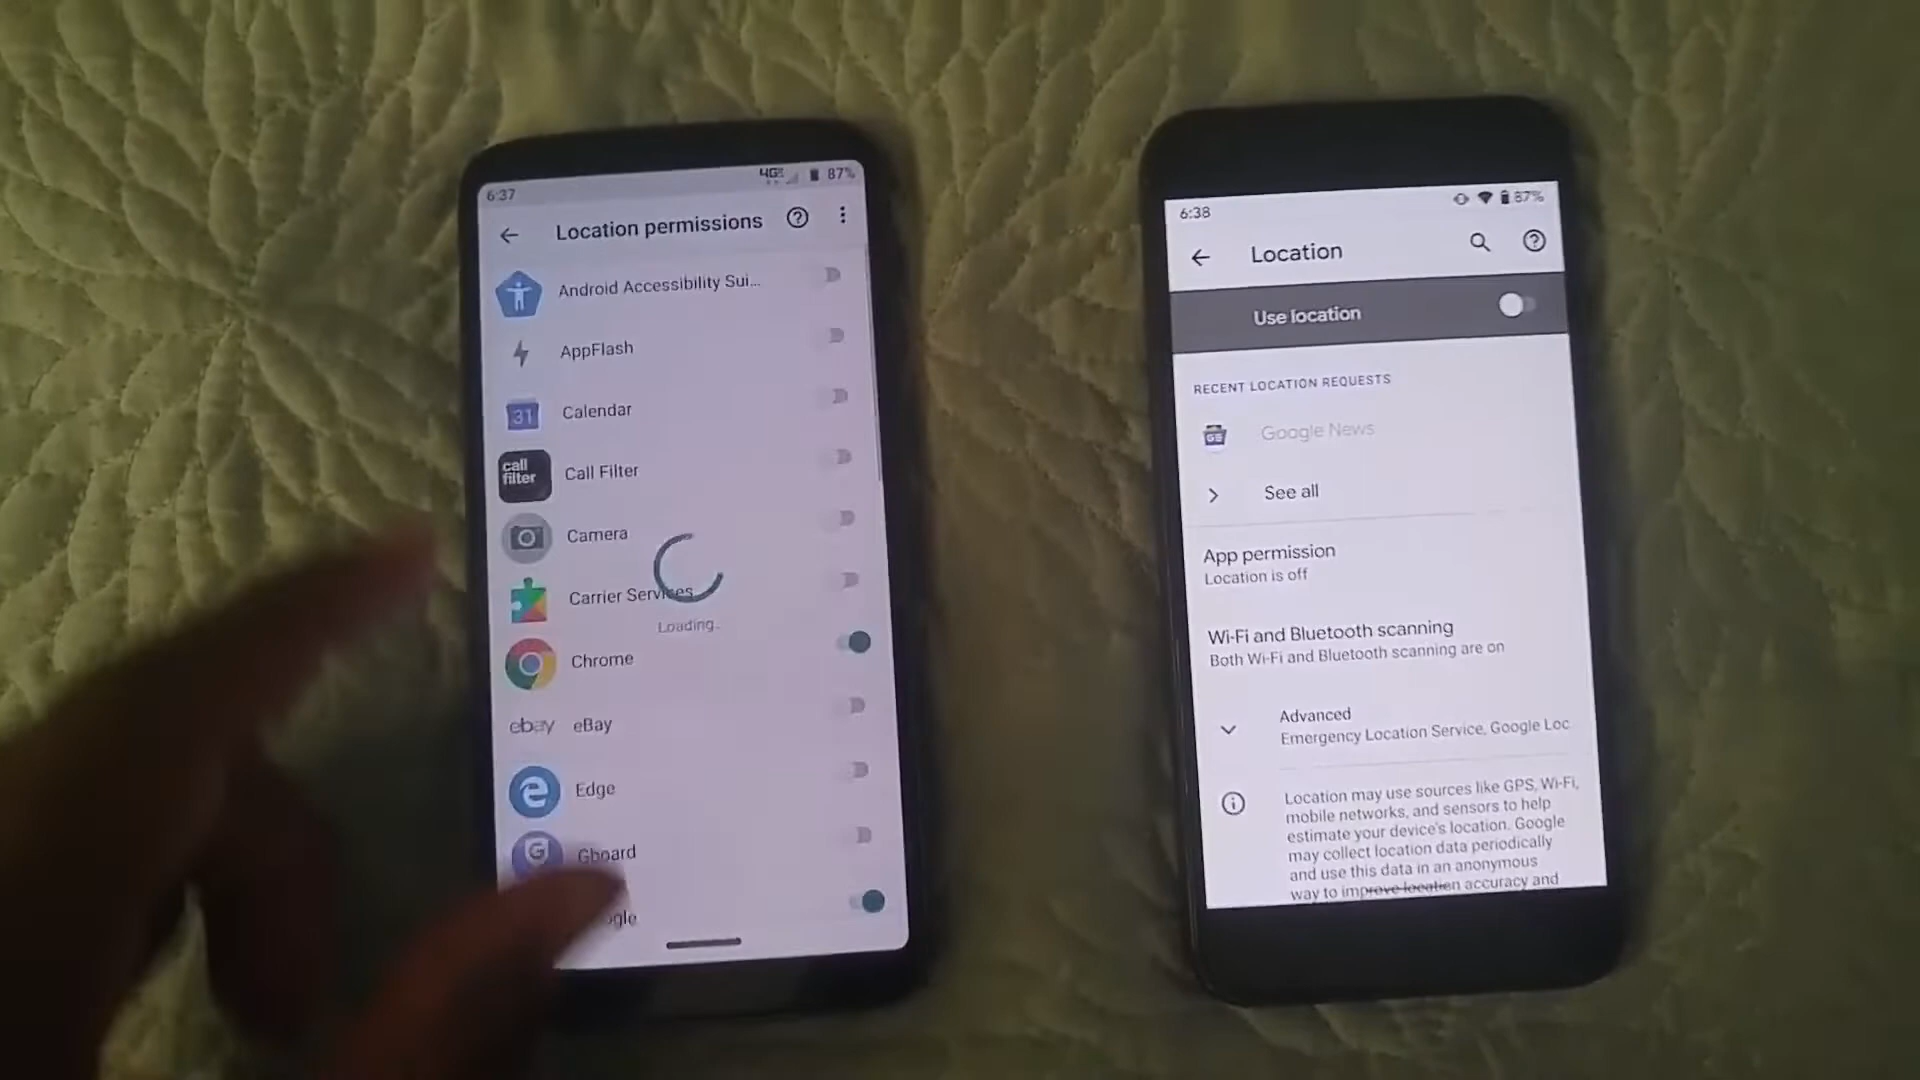 6:37
4G
87%
Location permissions
Android Accessibility Sui...
AppFlash
31
Calendar
call
filter
Call Filter
Camera
Carrier Services
Loading...
Chrome
ebay
eBay
Edge
G
Gboard
6:38
87%
Location
Use location
RECENT LOCATION REQUESTS
GE
Google News
See all
App permission
Location is off
Wi-Fi and Bluetooth scanning
Both Wi-Fi and Bluetooth scanning are on
Advanced
Emergency Location Service, Google Loc
Location may use sources like GPS, Wi-Fi,
mobile networks, and sensors to help
estimate your device's location. Google
may collect location data periodically
and use this data in an anonymous
way to improve location accuracy and